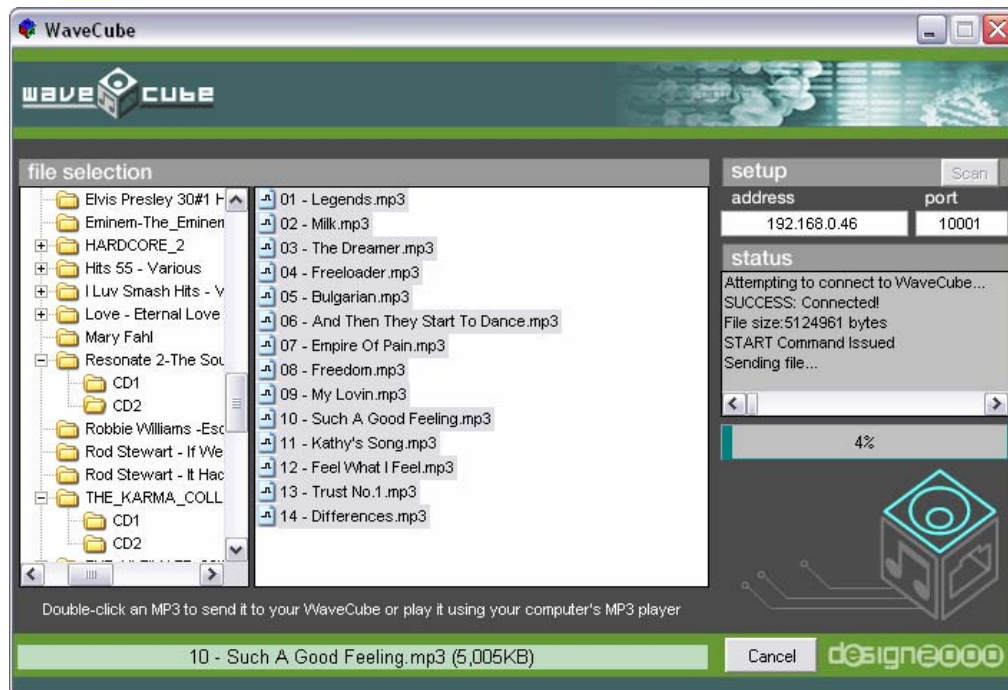 WaveCube
wave cube
file selection
Elvis Presley 30#1 H
Eminem-The_Eminen
HARDCORE_2
Hits 55 - Various
I Luv Smash Hits - V
Love - Eternal Love
Mary Fahl
Resonate 2-The Sou
CD1
CD2
Robbie Williams -Esc
Rod Stewart - If We
Rod Stewart - It Hac
THE_KARMA_COLL
CD1
CD2
01 - Legends.mp3
02 - Milk.mp3
03 - The Dreamer.mp3
04 - Freeloader.mp3
05 - Bulgarian.mp3
06 - And Then They Start To Dance.mp3
07 - Empire Of Pain.mp3
08 - Freedom.mp3
09 - My Lovin.mp3
10 - Such A Good Feeling.mp3
11 - Kathy's Song.mp3
12 - Feel What I Feel.mp3
13 - Trust No.1.mp3
14 - Differences.mp3
setup Scan
address port
192.168.0.46 10001
status
Attempting to connect to WaveCube...
SUCCESS: Connected!
File size:5124961 bytes
START Command Issued
Sending file...
4%
Double-click an MP3 to send it to your WaveCube or play it using your computer's MP3 player
10 - Such A Good Feeling.mp3 (5,005KB)
Cancel
design2000